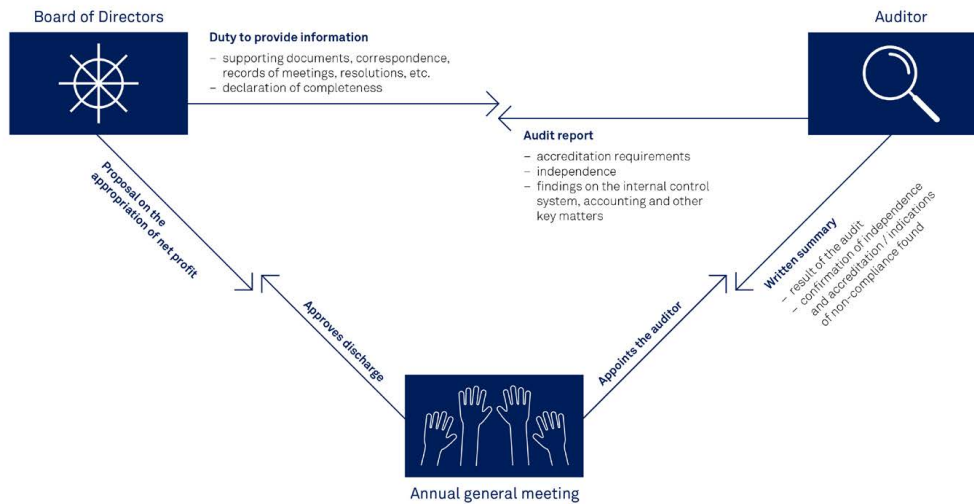 Board of Directors
Auditor
Duty to provide information
– supporting documents, correspondence,
records of meetings, resolutions, etc.
– declaration of completeness
Audit report
– accreditation requirements
– independence
– findings on the internal control
system, accounting and other
key matters
Proposal on the
appropriation of net profit
Approves discharge
Appoints the auditor
Written summary
– result of the audit
– confirmation of independence
and accreditation / indications
of non-compliance found
Annual general meeting